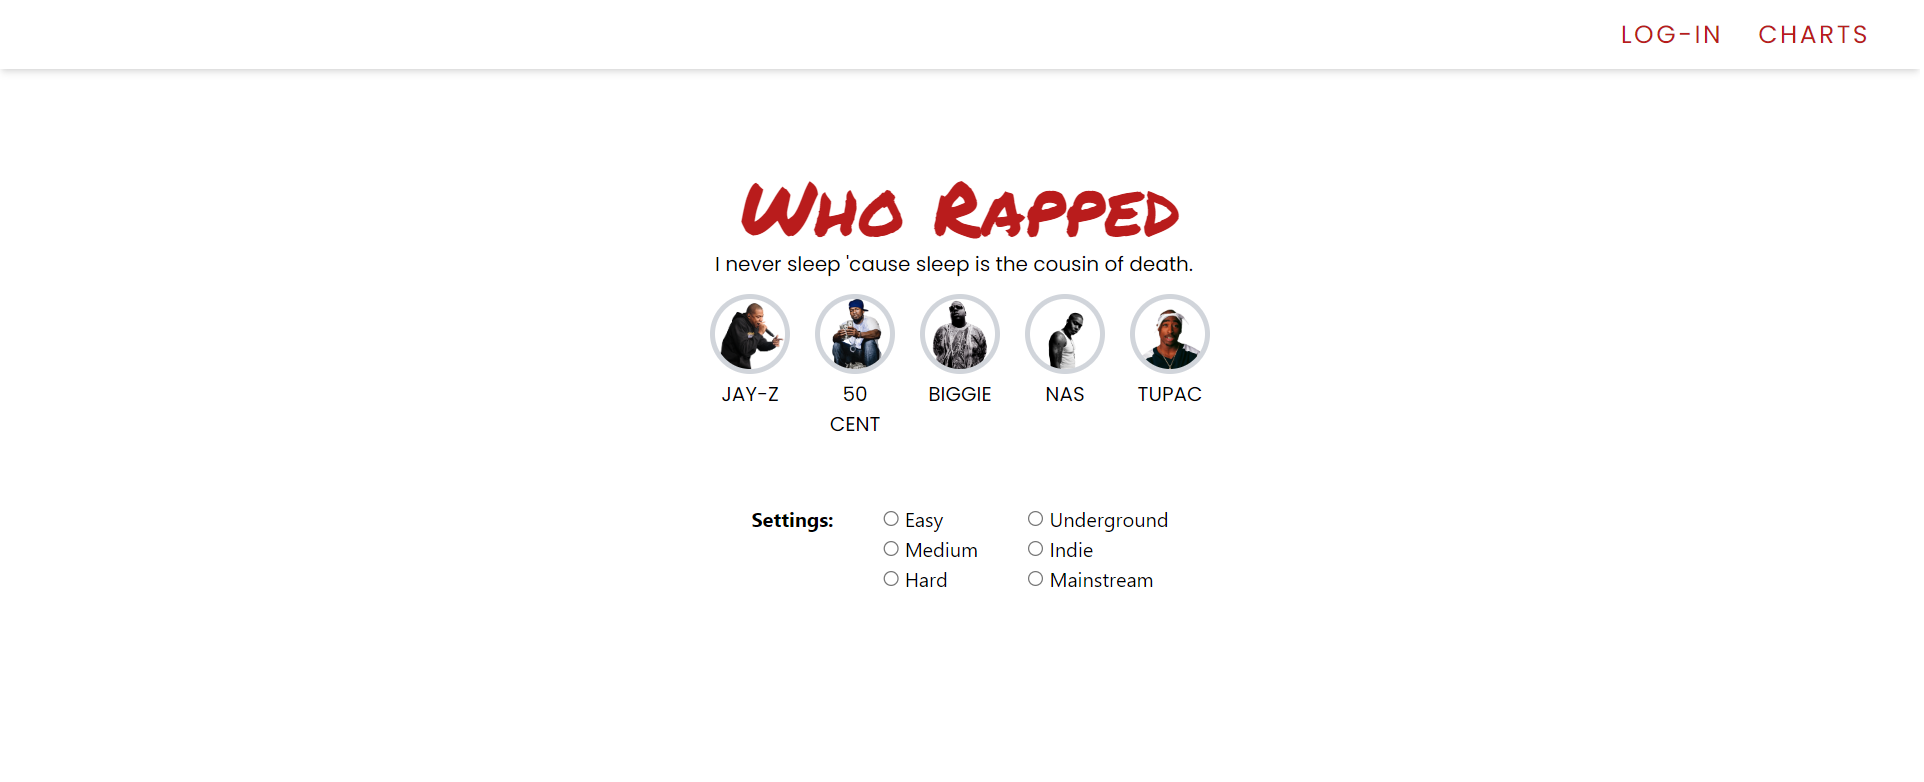 LOG-IN CHARTS
WHO RAPPED
I never sleep 'cause sleep is the cousin of death.
JAY-Z 50 CENT BIGGIE NAS TUPAC
Settings: Easy Underground
Medium Indie
Hard Mainstream